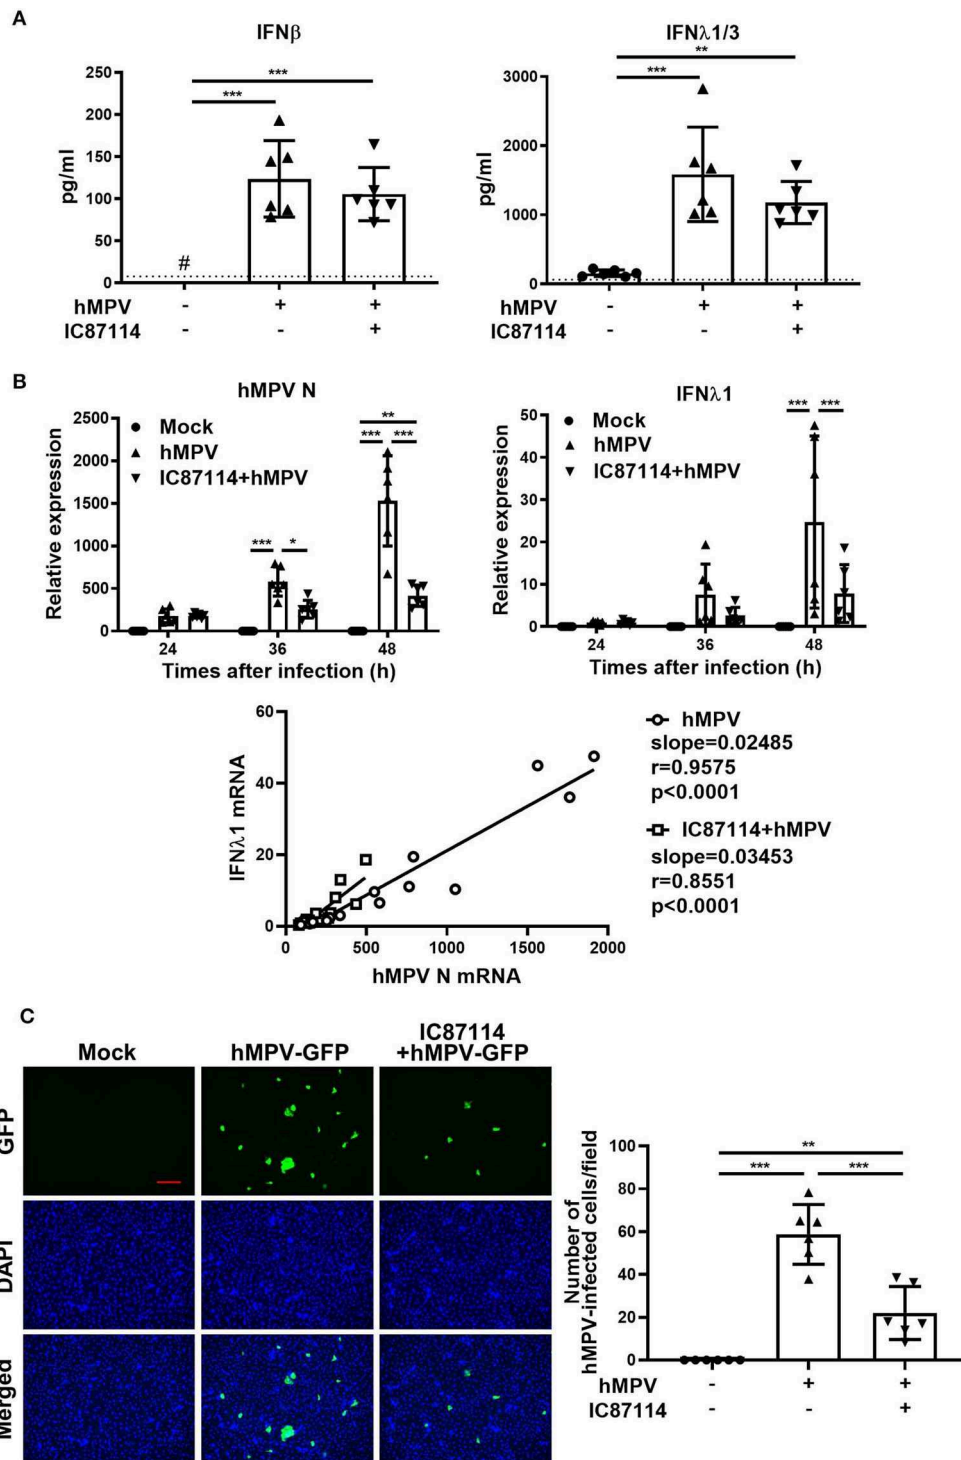 A
IFNβ
IFNλ1/3
***
***
**
***
250
200
150
100
50
0
pg/ml
#
3000
2000
1000
0
pg/ml
hMPV - + +
IC87114 - - +
hMPV - + +
IC87114 - - +
B
hMPV N
IFNλ1
2500
2000
1500
1000
500
0
Relative expression
Mock
hMPV
IC87114+hMPV
*** *
**
*** ***
24 36 48
Times after infection (h)
50
40
30
20
10
0
Relative expression
Mock
hMPV
IC87114+hMPV
*** ***
24 36 48
Times after infection (h)
60
40
20
0
IFNλ1 mRNA
0 500 1000 1500 2000
hMPV N mRNA
hMPV
slope=0.02485
r=0.9575
p<0.0001
IC87114+hMPV
slope=0.03453
r=0.8551
p<0.0001
C
Mock
hMPV-GFP
IC87114
+hMPV-GFP
GFP
DAPI
Merged
100
80
60
40
20
0
Number of
hMPV-infected cells/field
**
*** ***
hMPV - + +
IC87114 - - +